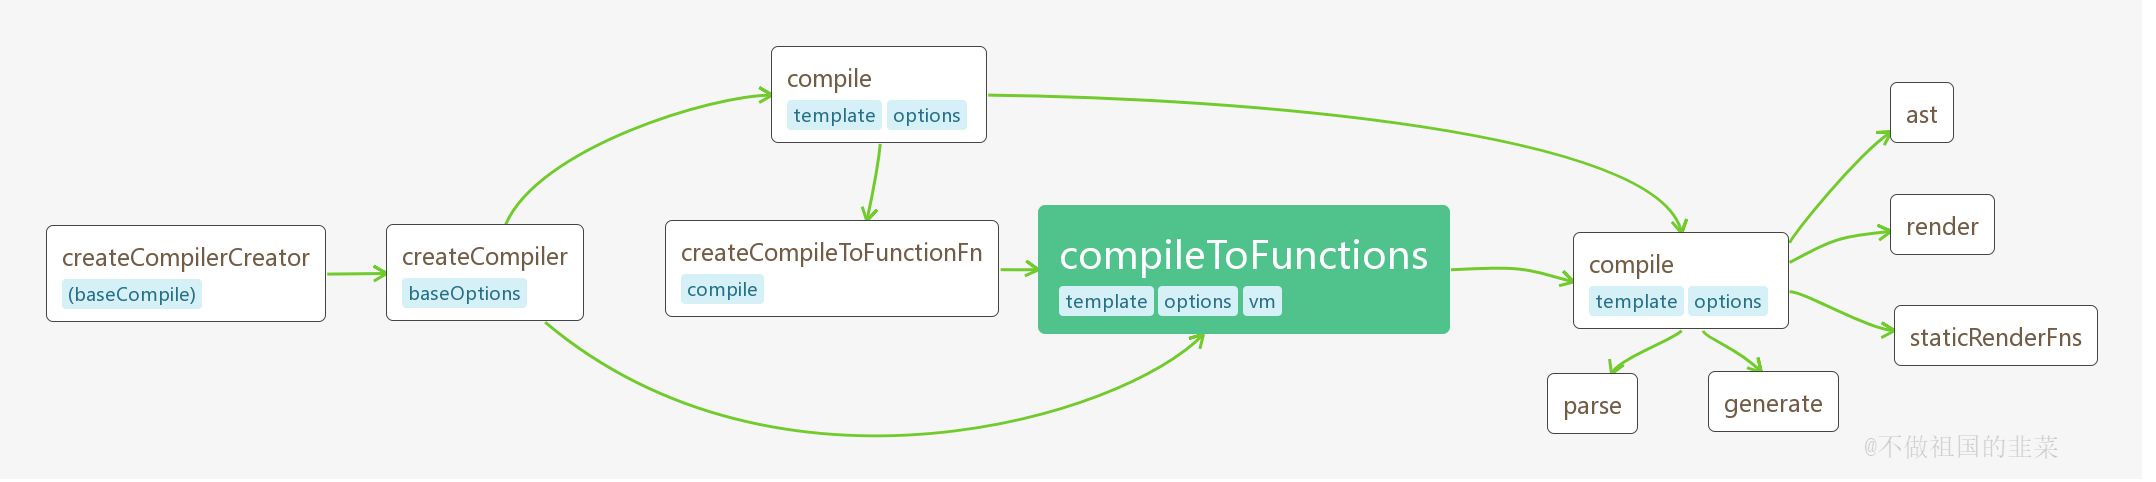 compile
template options
ast
createCompilerCreator
(baseCompile)
createCompiler
baseOptions
createCompileToFunctionFn
compile
compileToFunctions
template options vm
compile
template options
render
staticRenderFns
parse
generate
@不做祖国的韭菜